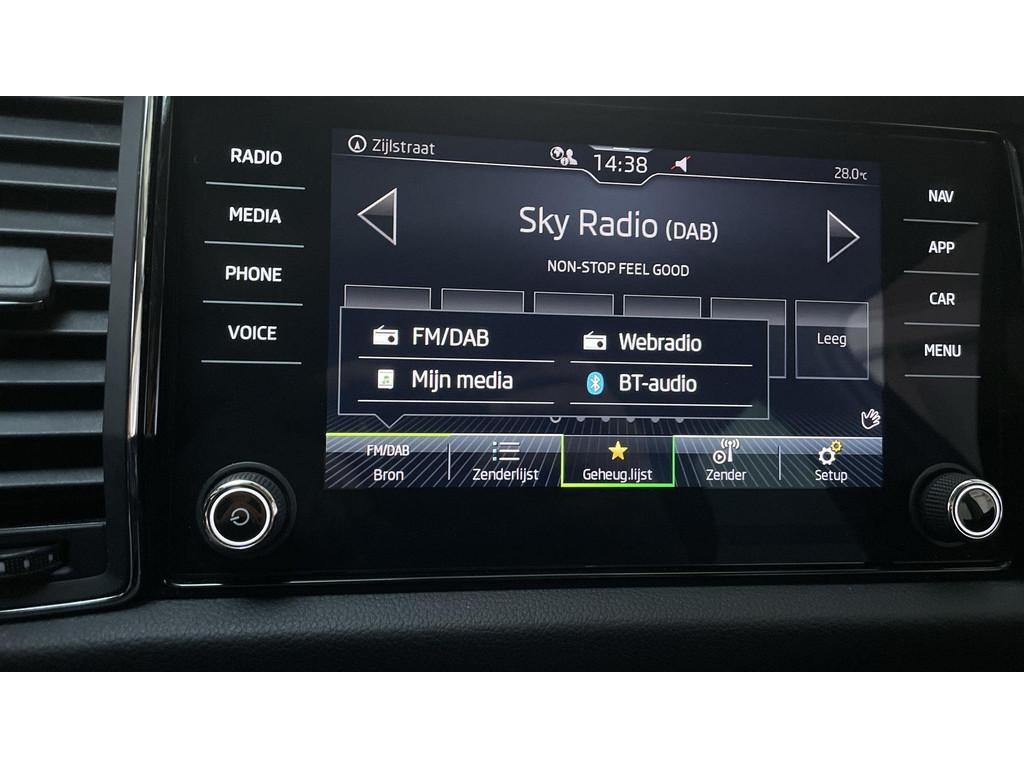 RADIO
MEDIA
PHONE
VOICE
Zijlstraat
14:38
28.0°C
Sky Radio (DAB)
NON-STOP FEEL GOOD
Leeg
FM/DAB
Webradio
Mijn media
BT-audio
FM/DAB
Bron
Zenderlijst
Geheug.lijst
Zender
Setup
NAV
APP
CAR
MENU